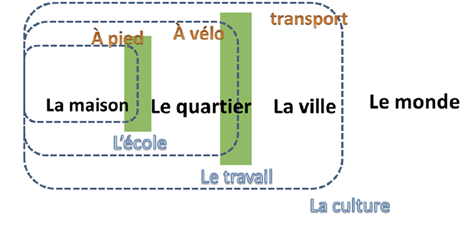 transport
À pied
À vélo
La maison
Le quartier
La ville
Le monde
L'école
Le travail
La culture